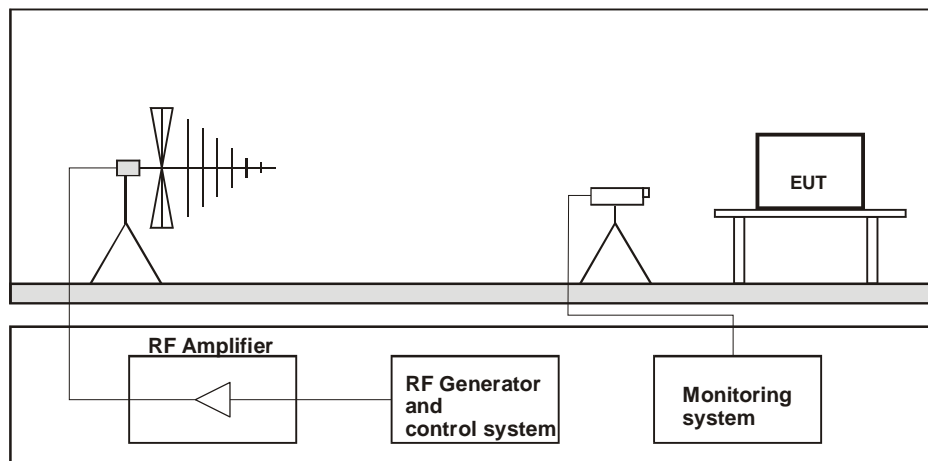 EUT
RF Amplifier
RF Generator
and
control system
Monitoring
system